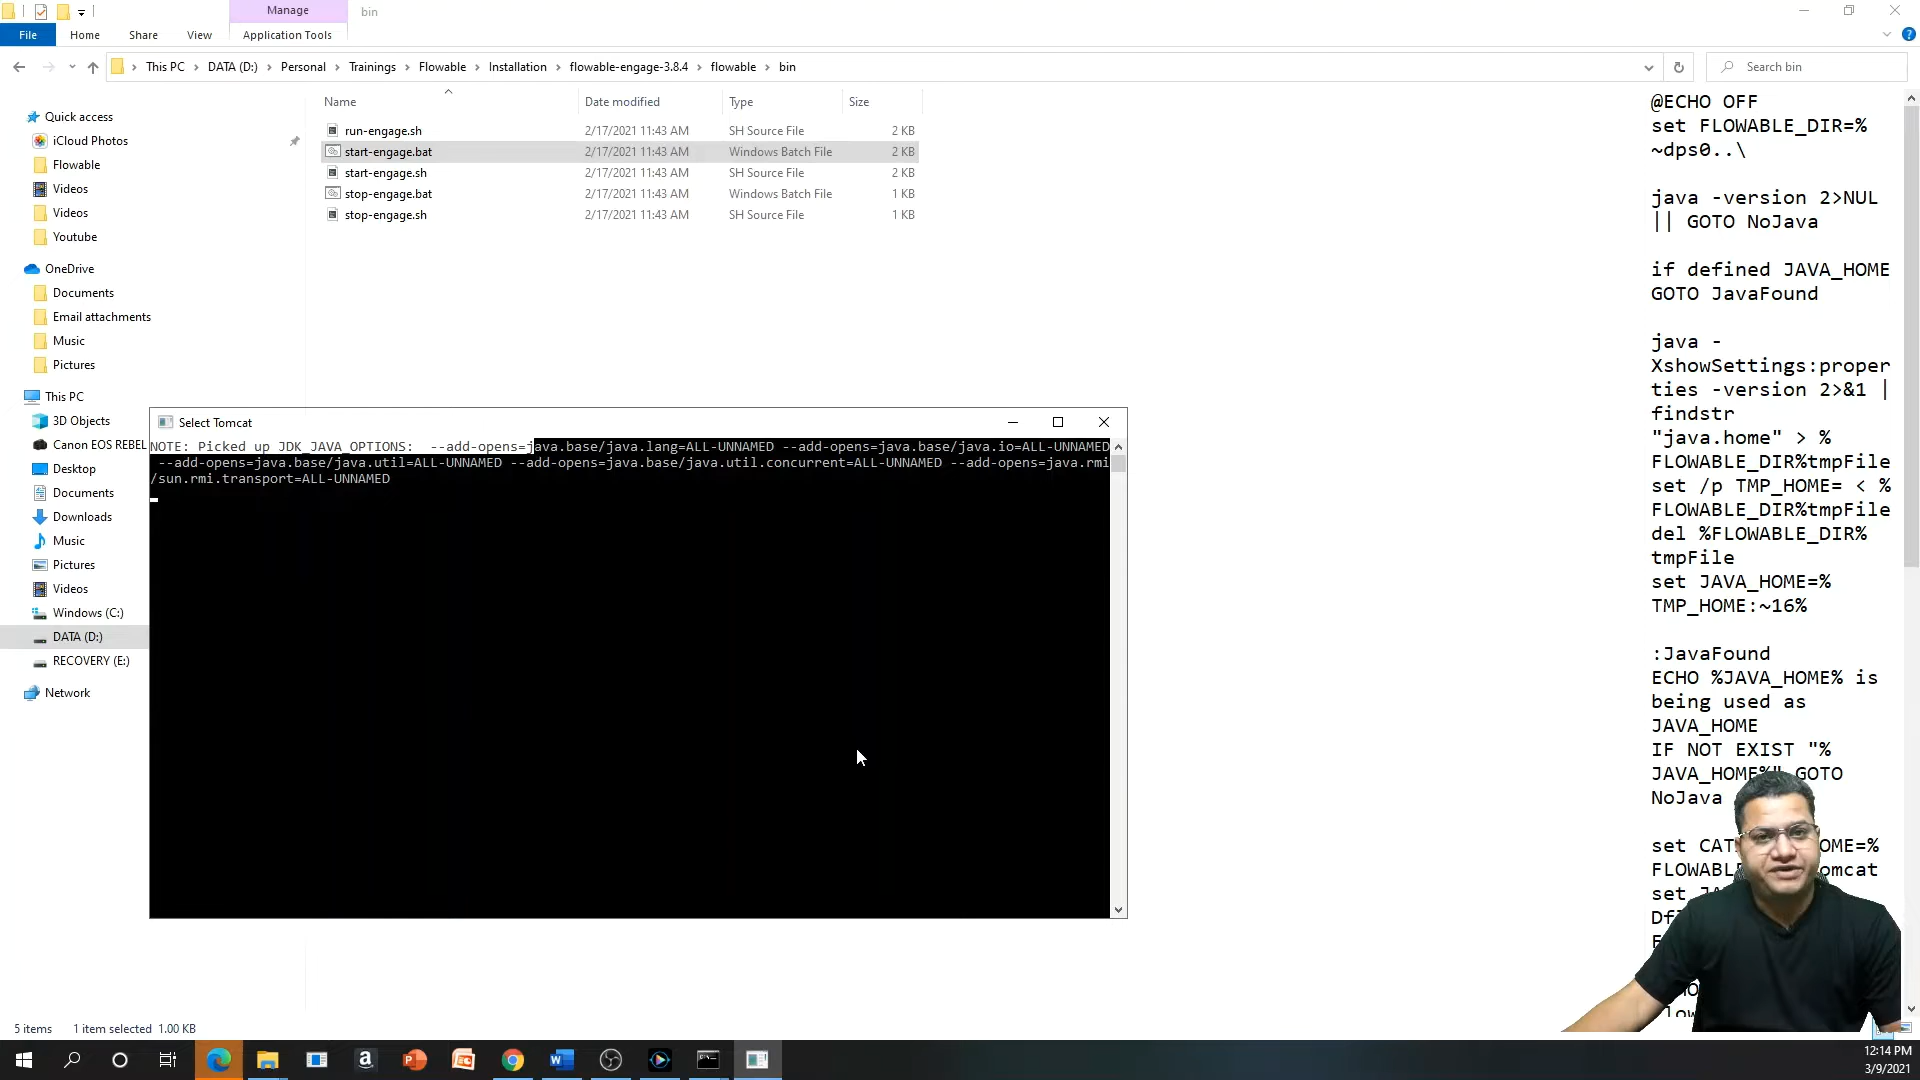 Manage
bin
File
Home
Share
View
Application Tools
This PC
DATA (D:)
Personal
Trainings
Flowable
Installation
flowable-engage-3.8.4
flowable
bin
Search bin
Name
Date modified
Type
Size
run-engage.sh 2/17/2021 11:43 AM SH Source File 2 KB
start-engage.bat 2/17/2021 11:43 AM Windows Batch File 2 KB
start-engage.sh 2/17/2021 11:43 AM SH Source File 2 KB
stop-engage.bat 2/17/2021 11:43 AM Windows Batch File 1 KB
stop-engage.sh 2/17/2021 11:43 AM SH Source File 1 KB
Quick access
iCloud Photos
Flowable
Videos
Videos
Youtube
OneDrive
Documents
Email attachments
Music
Pictures
This PC
3D Objects
Canon EOS REBEL
Desktop
Documents
Downloads
Music
Pictures
Videos
Windows (C:)
DATA (D:)
RECOVERY (E:)
Network
Select Tomcat
NOTE: Picked up JDK_JAVA_OPTIONS:  --add-opens=java.base/java.lang=ALL-UNNAMED --add-opens=java.base/java.io=ALL-UNNAMED
--add-opens=java.base/java.util=ALL-UNNAMED --add-opens=java.base/java.util.concurrent=ALL-UNNAMED --add-opens=java.rmi
/sun.rmi.transport=ALL-UNNAMED
@ECHO OFF
set FLOWABLE_DIR=%
~dps0..\
java -version 2>NUL
|| GOTO NoJava
if defined JAVA_HOME
GOTO JavaFound
java -
XshowSettings:proper
ties -version 2>&1 |
findstr
"java.home" > %
FLOWABLE_DIR%tmpFile
set /p TMP_HOME= < %
FLOWABLE_DIR%tmpFile
del %FLOWABLE_DIR%
tmpFile
set JAVA_HOME=%
TMP_HOME:~16%
:JavaFound
ECHO %JAVA_HOME% is
being used as
JAVA_HOME
IF NOT EXIST "%
JAVA_HOME%" GOTO
NoJava
set
5 items
1 item selected 1.00 KB
12:14 PM
3/9/2021